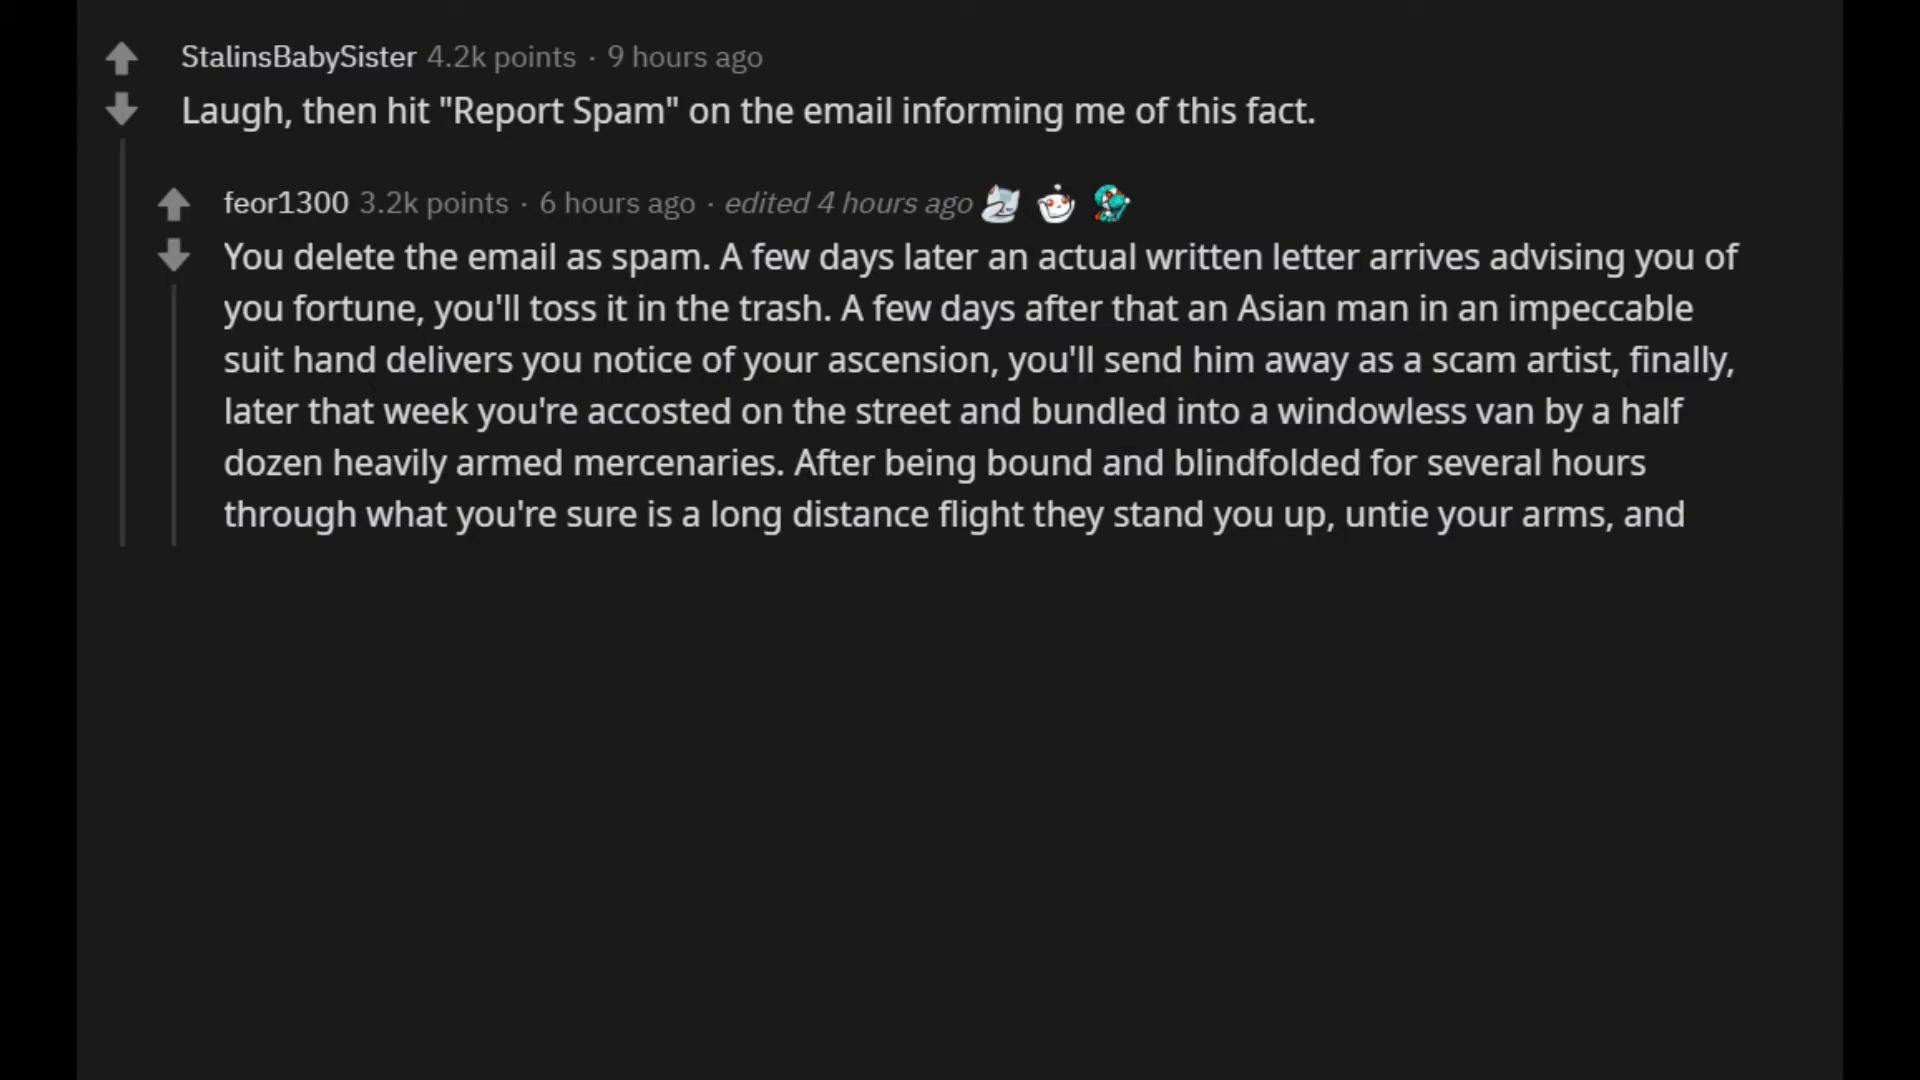 StalinsBabySister 4.2k points · 9 hours ago
Laugh, then hit "Report Spam" on the email informing me of this fact.
feor1300 3.2k points · 6 hours ago · edited 4 hours ago
You delete the email as spam. A few days later an actual written letter arrives advising you of
you fortune, you'll toss it in the trash. A few days after that an Asian man in an impeccable
suit hand delivers you notice of your ascension, you'll send him away as a scam artist, finally,
later that week you're accosted on the street and bundled into a windowless van by a half
dozen heavily armed mercenaries. After being bound and blindfolded for several hours
through what you're sure is a long distance flight they stand you up, untie your arms, and